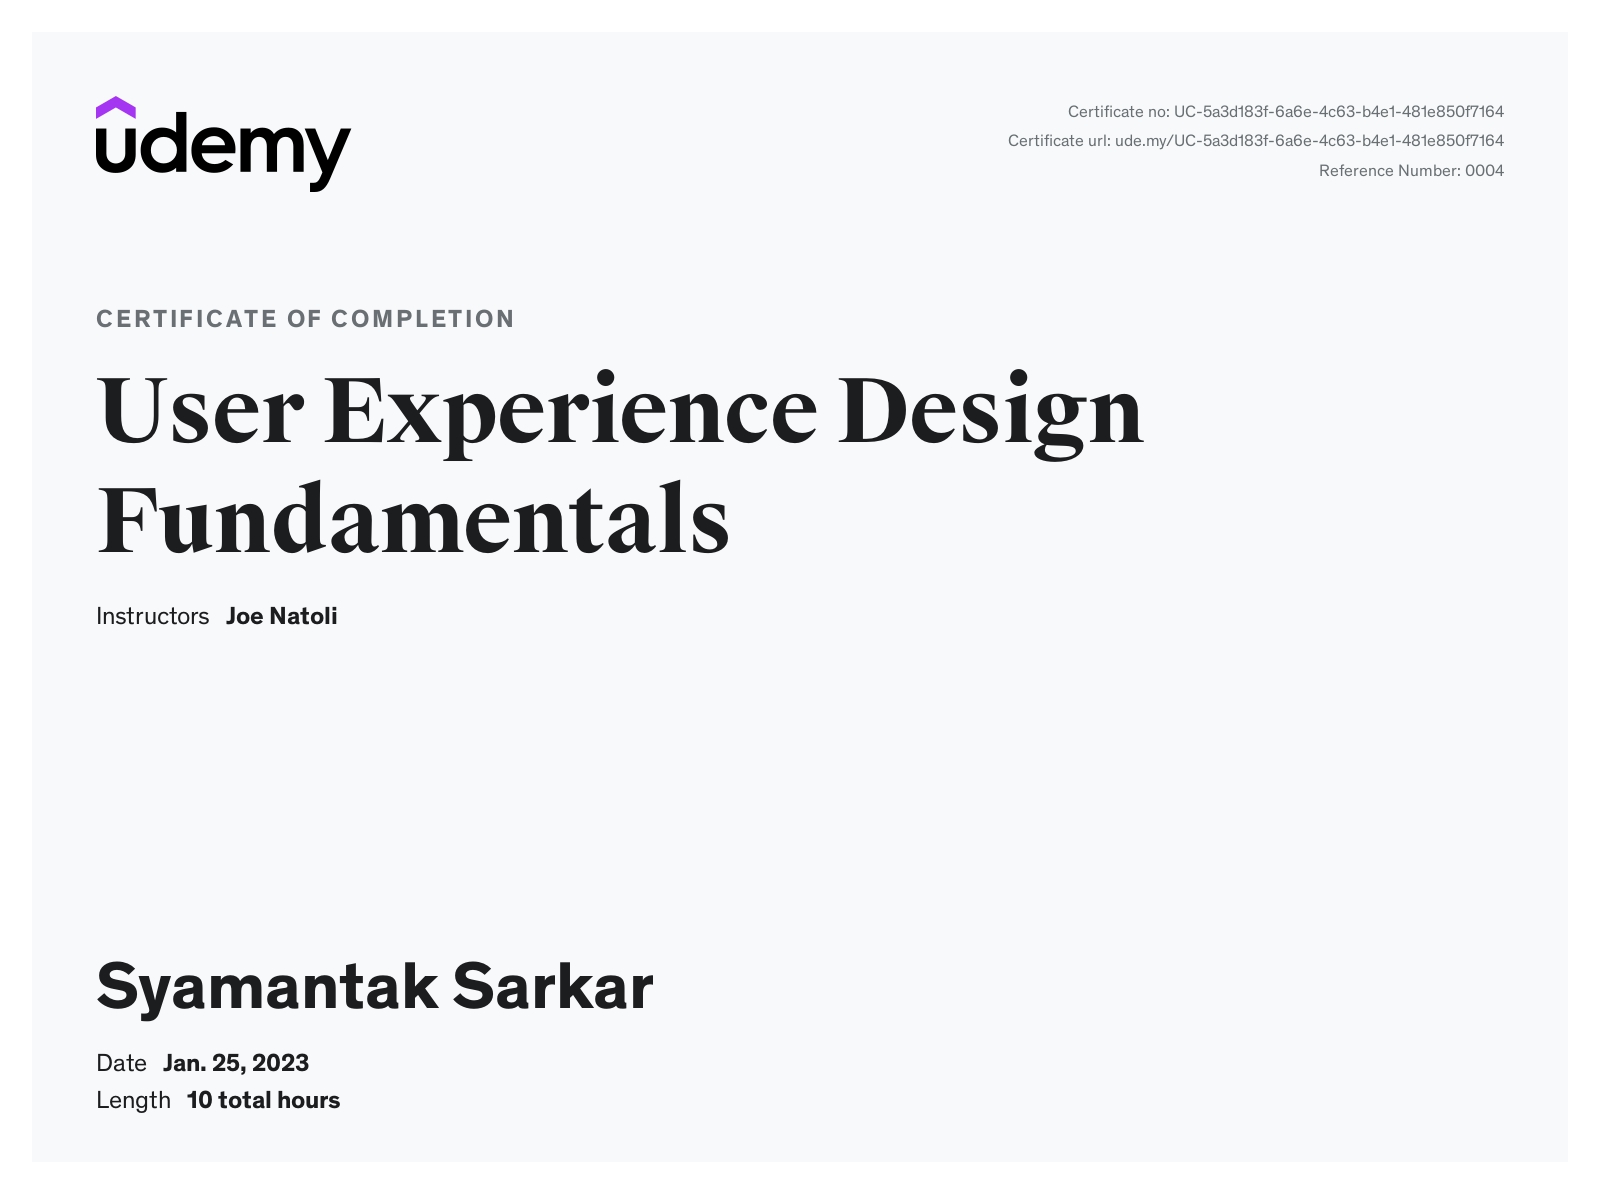 udemy
Certificate no: UC-5a3d183f-6a6e-4c63-b4e1-481e850f7164
Certificate url: ude.my/UC-5a3d183f-6a6e-4c63-b4e1-481e850f7164
Reference Number: 0004
CERTIFICATE OF COMPLETION
User Experience Design
Fundamentals
Instructors Joe Natoli
Syamantak Sarkar
Date Jan. 25, 2023
Length 10 total hours